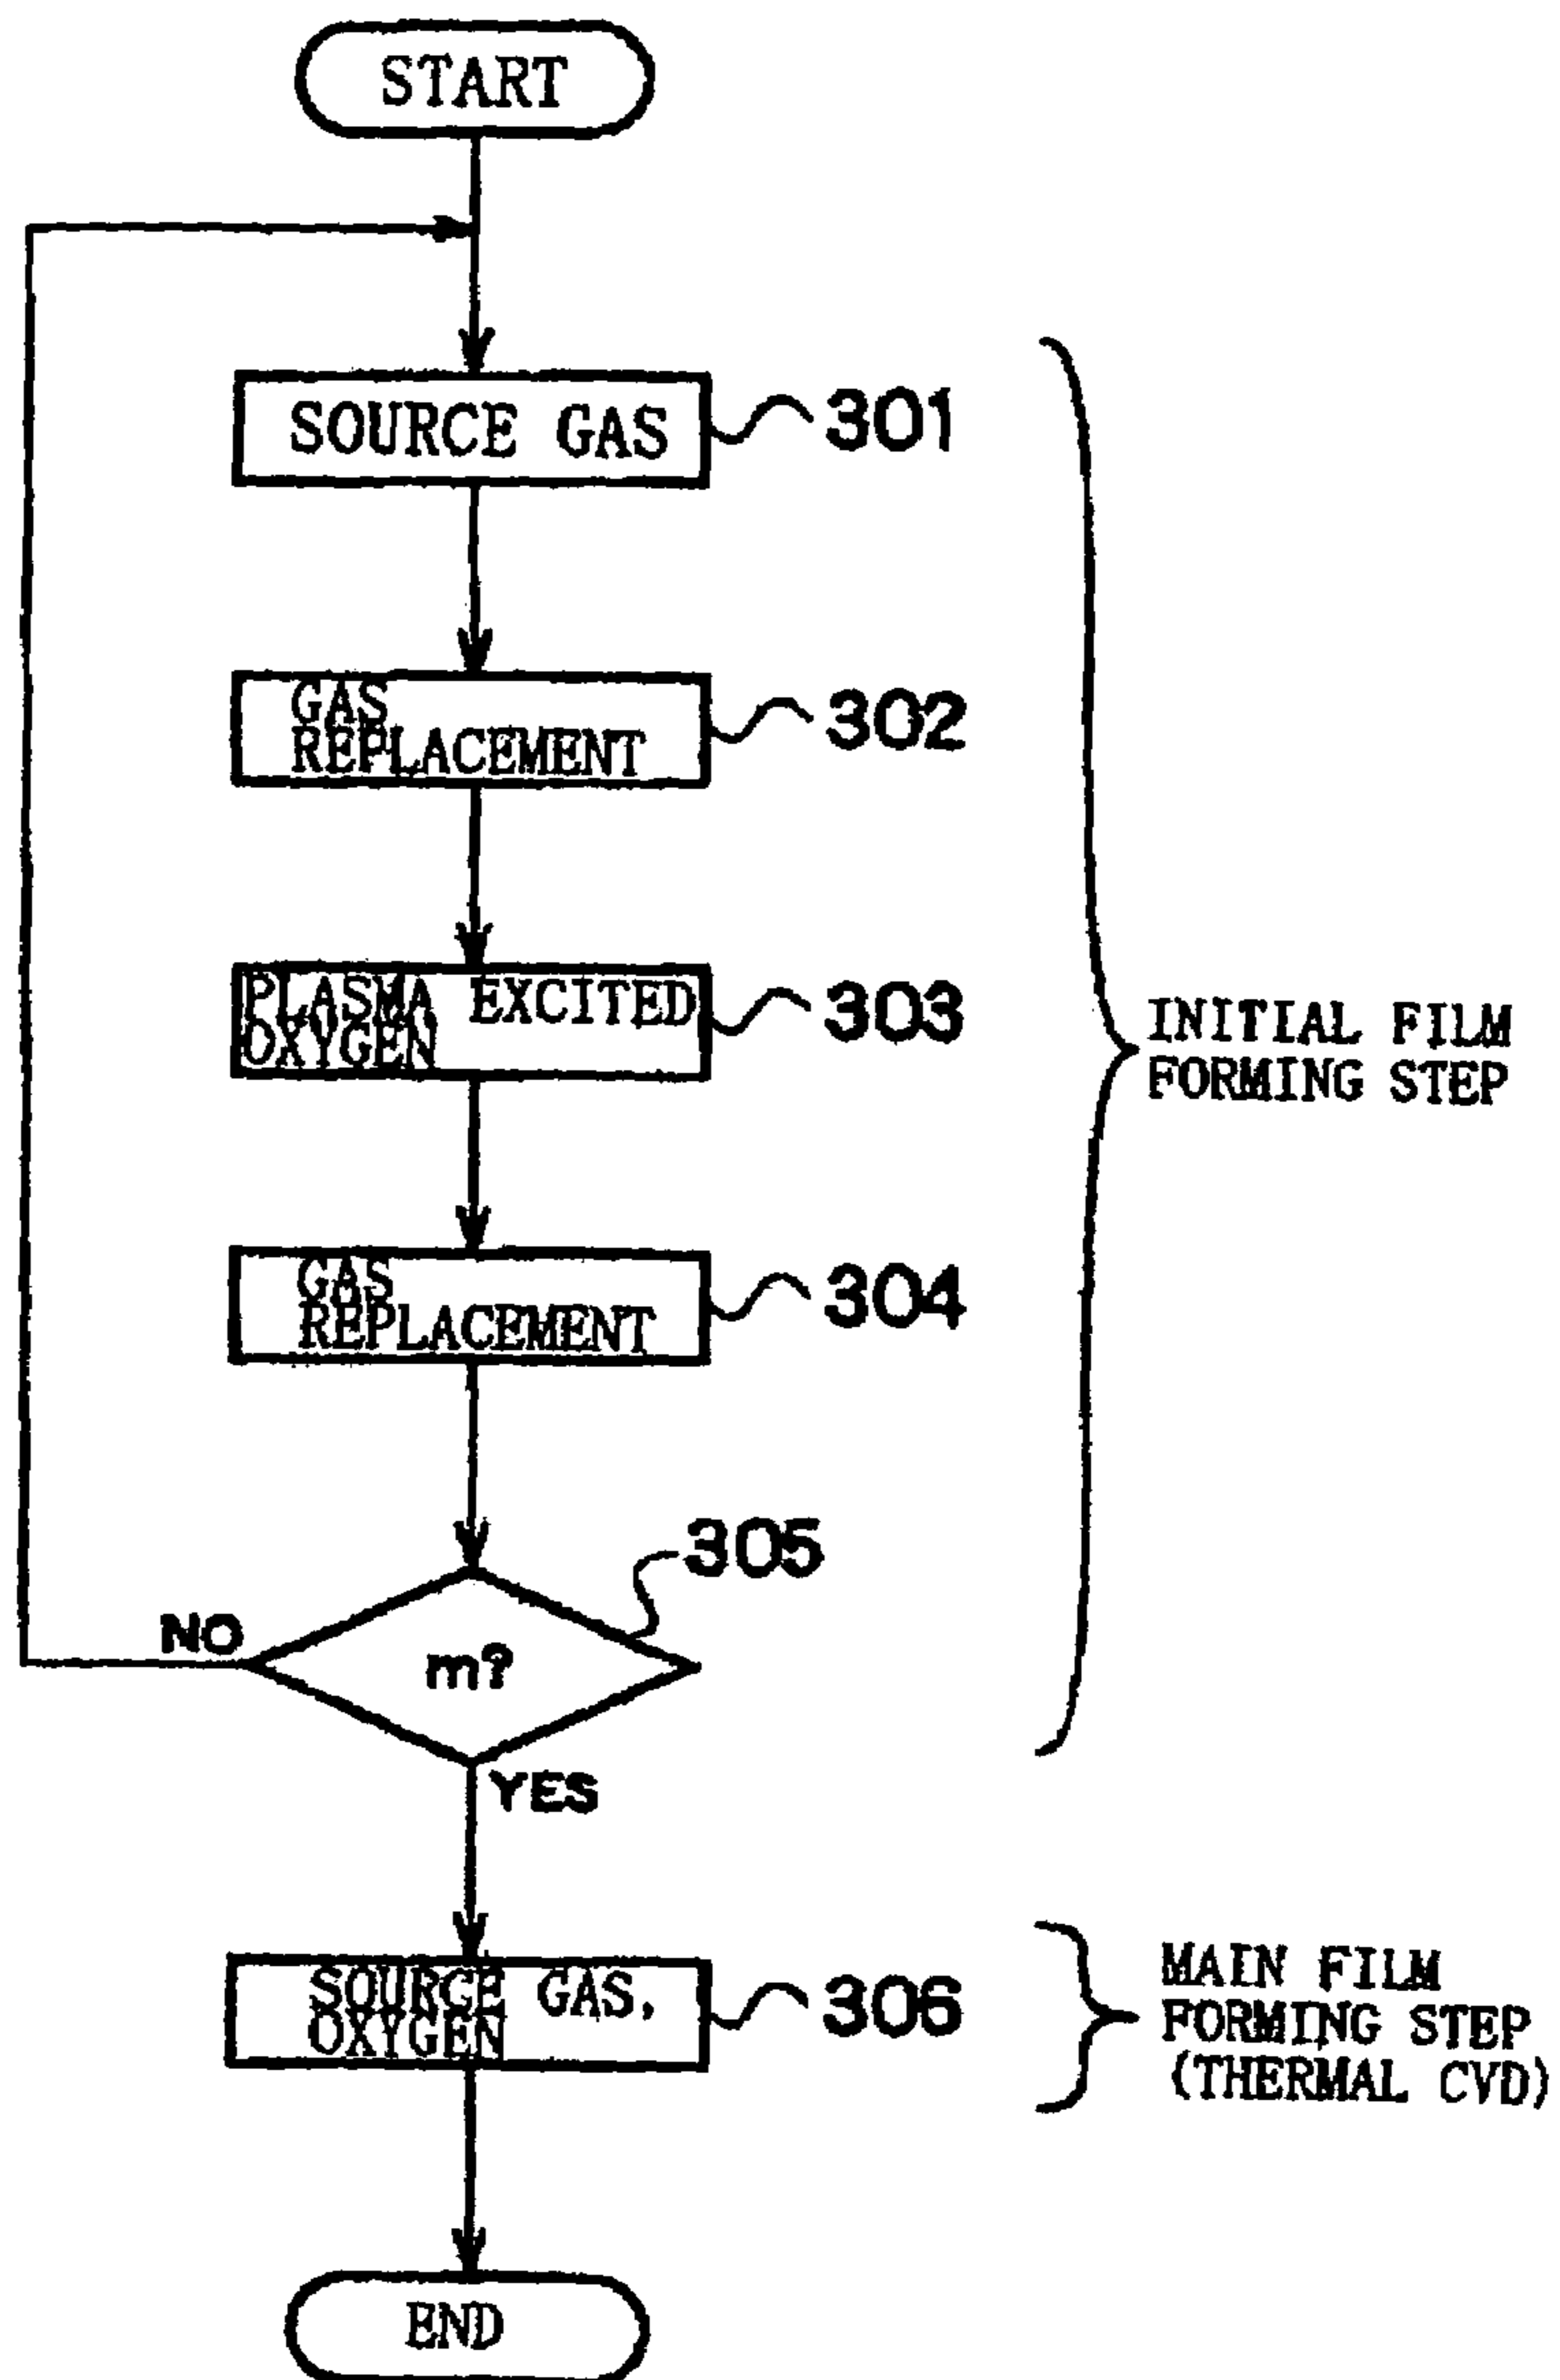 START
SOURCE GAS
301
GAS
REPLACEMENT
302
PLASMA EXCITED
OXYGEN
303
INITIAL FILM
FORMING STEP
GAS
REPLACEMENT
304
305
m?
NO
YES
SOURCE GAS,
OXYGEN
306
MAIN FILM
FORMING STEP
(THERMAL CVD)
END